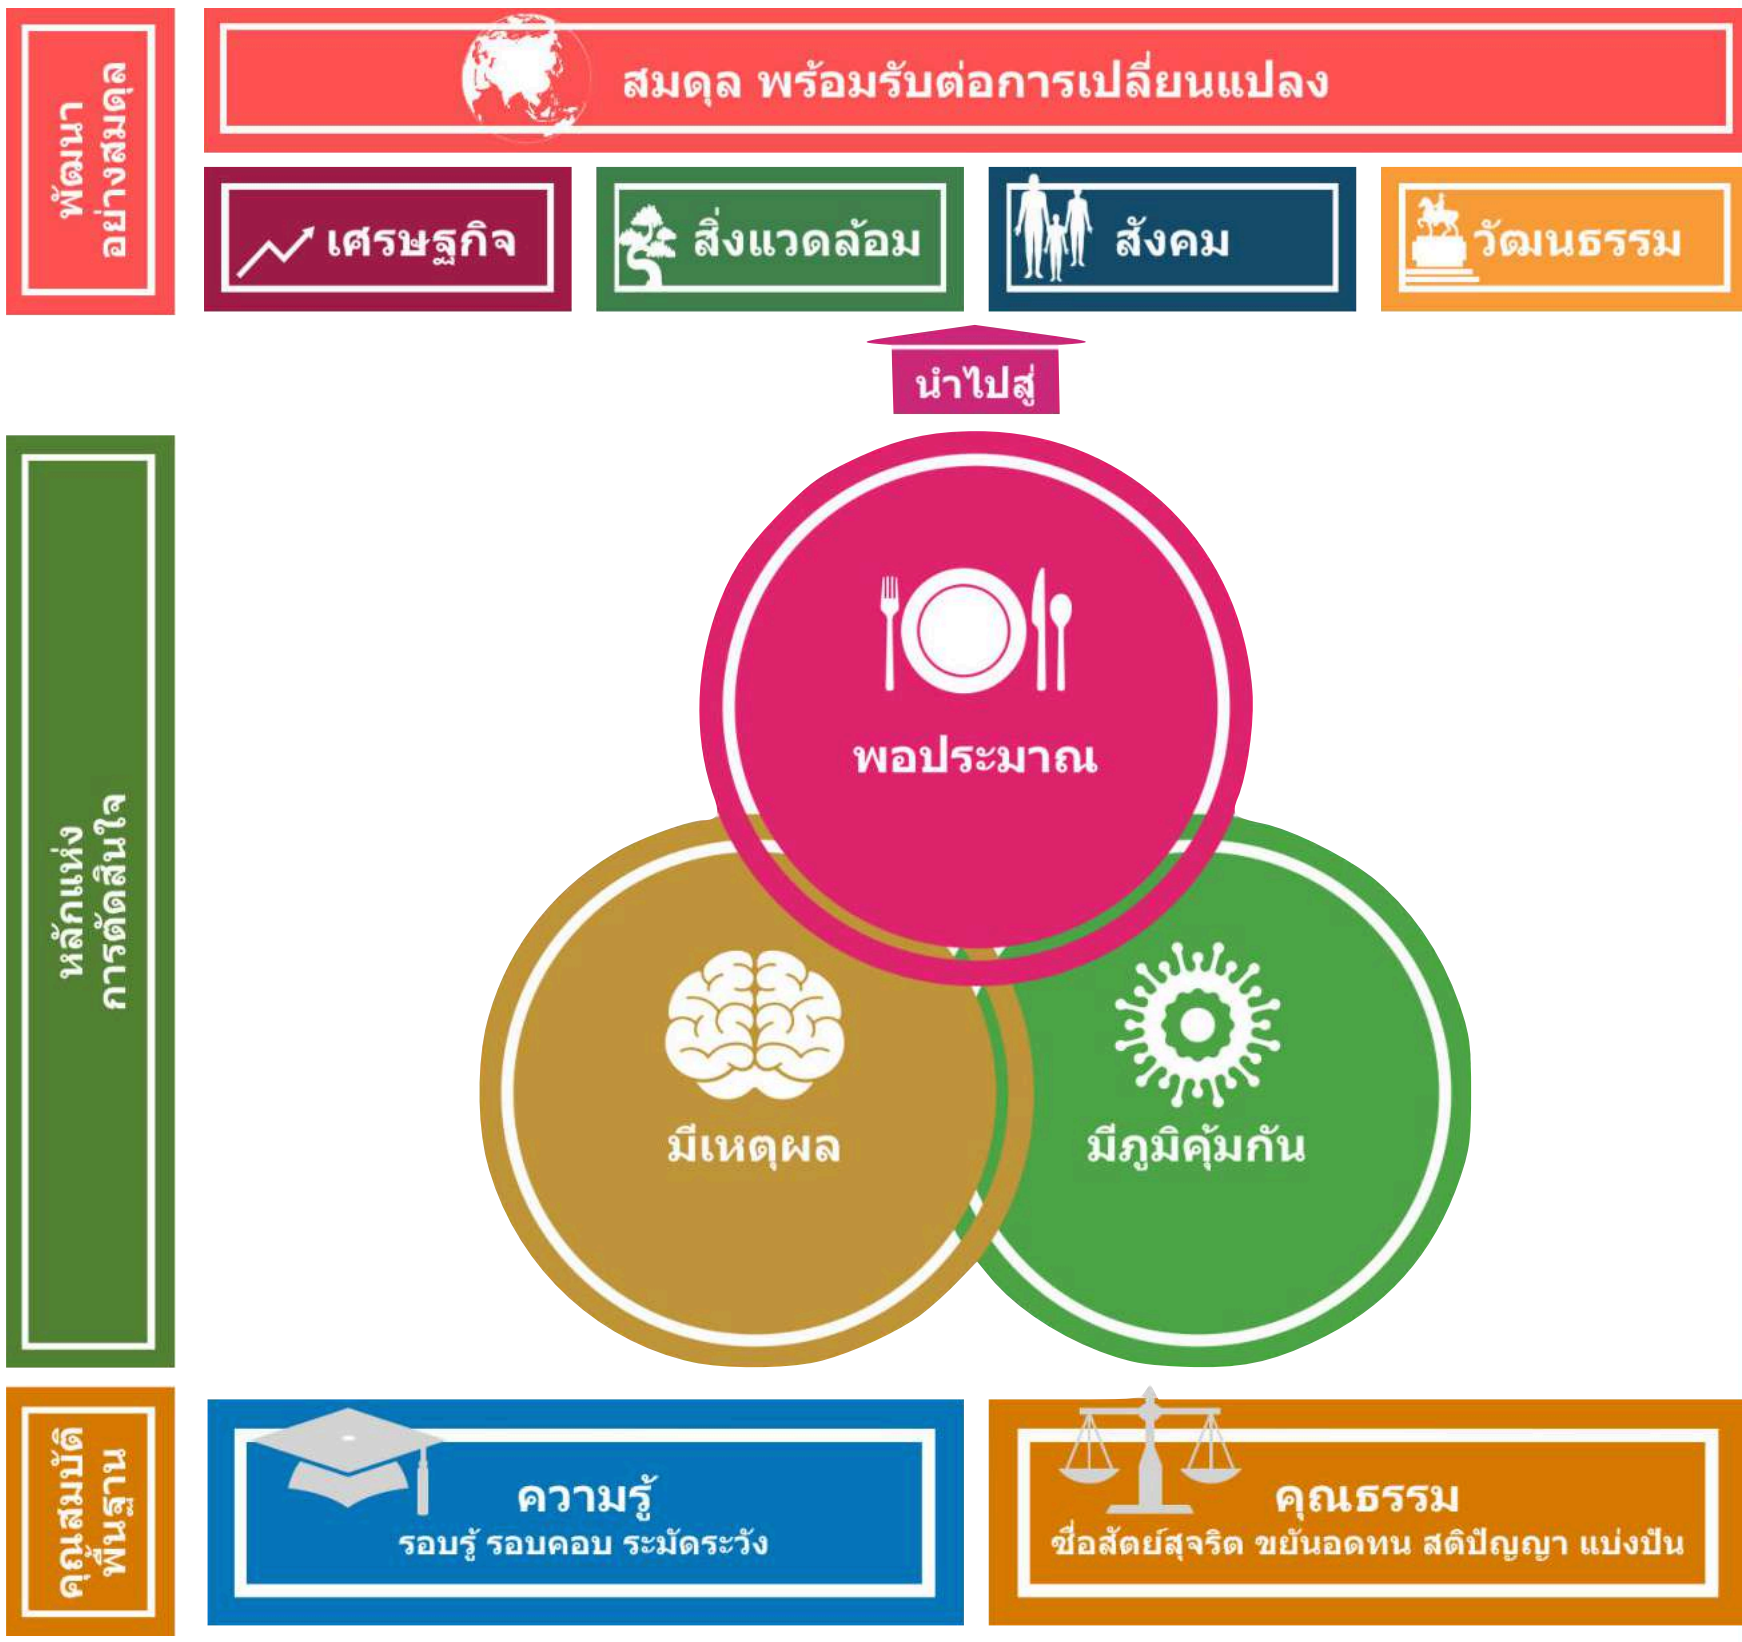 พัฒนา
อย่างสมดุล
สมดุล พร้อมรับต่อการเปลี่ยนแปลง
เศรษฐกิจ
สิ่งแวดล้อม
สังคม
วัฒนธรรม
นำไปสู่
หลักแห่ง
การตัดสินใจ
พอประมาณ
มีเหตุผล
มีภูมิคุ้มกัน
คุณสมบัติ
พื้นฐาน
ความรู้
รอบรู้ รอบคอบ ระมัดระวัง
คุณธรรม
ซื่อสัตย์สุจริต ขยันอดทน สติปัญญา แบ่งปัน